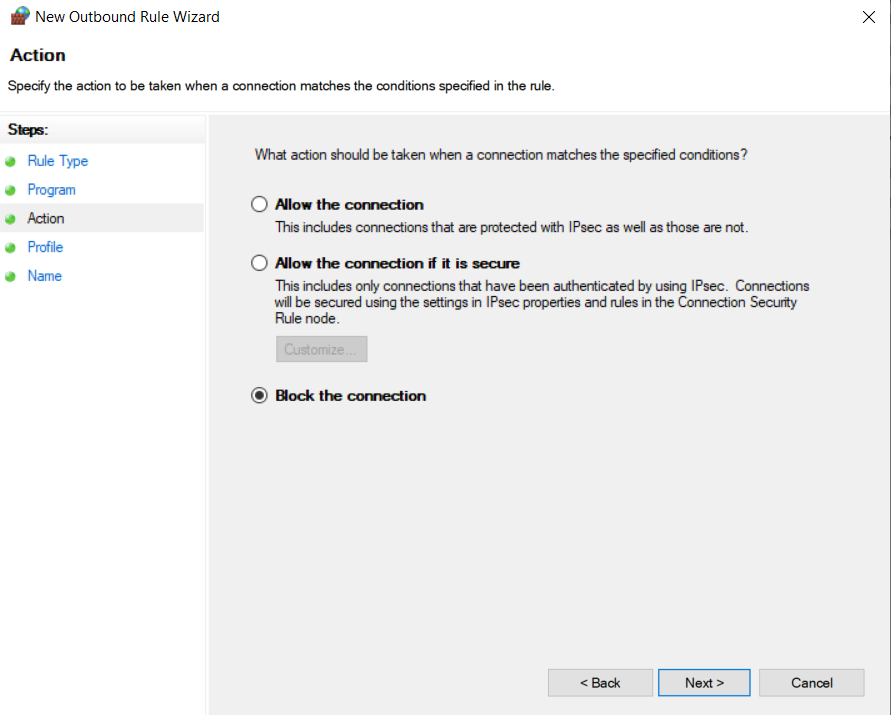 New Outbound Rule Wizard
Action
Specify the action to be taken when a connection matches the conditions specified in the rule.
Steps:
Rule Type
Program
Action
Profile
Name
What action should be taken when a connection matches the specified conditions?
Allow the connection
This includes connections that are protected with IPsec as well as those are not.
Allow the connection if it is secure
This includes only connections that have been authenticated by using IPsec. Connections
will be secured using the settings in IPsec properties and rules in the Connection Security
Rule node.
Customize...
Block the connection
< Back
Next >
Cancel